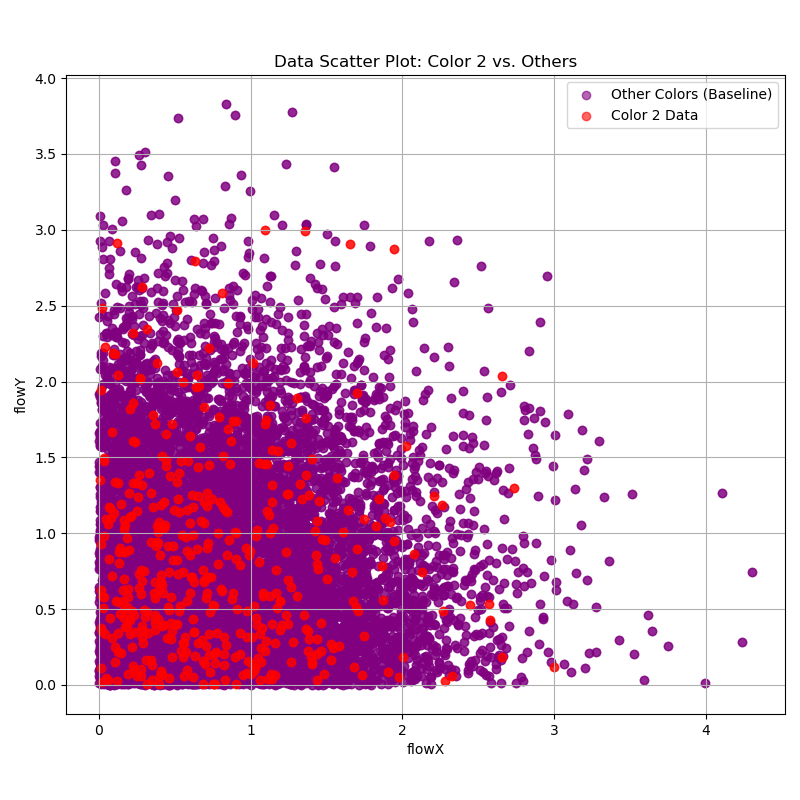 Data Scatter Plot: Color 2 vs. Others
Other Colors (Baseline)
Color 2 Data
flowY
4.0
3.5
3.0
2.5
2.0
1.5
1.0
0.5
0.0
0 1 2 3 4
flowX